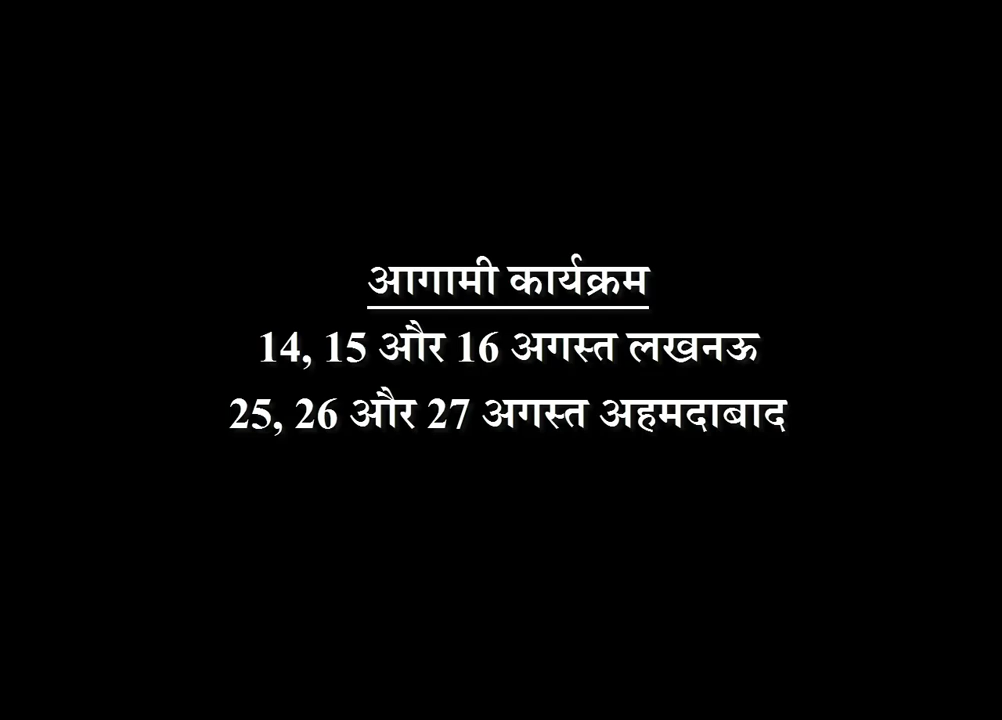 आगामी कार्यक्रम
14, 15 और 16 अगस्त लखनऊ
25, 26 और 27 अगस्त अहमदाबाद